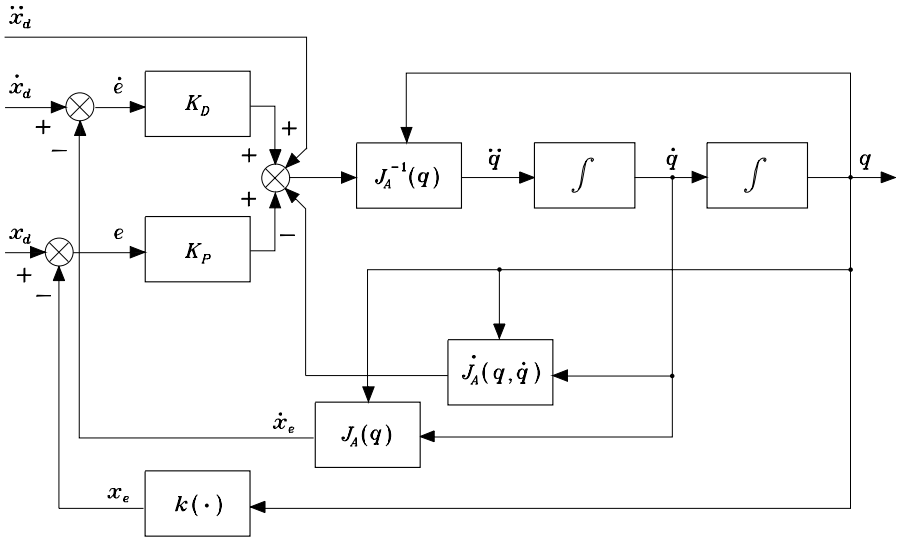 ẍ_d
ẋ_d
ė
K_D
+
−
+
+
+
−
J_A^{-1}(q)
q̈
∫
q̇
∫
q
x_d
e
K_P
+
−
J̇_A(q, q̇)
ẋ_e
J_A(q)
x_e
k(·)